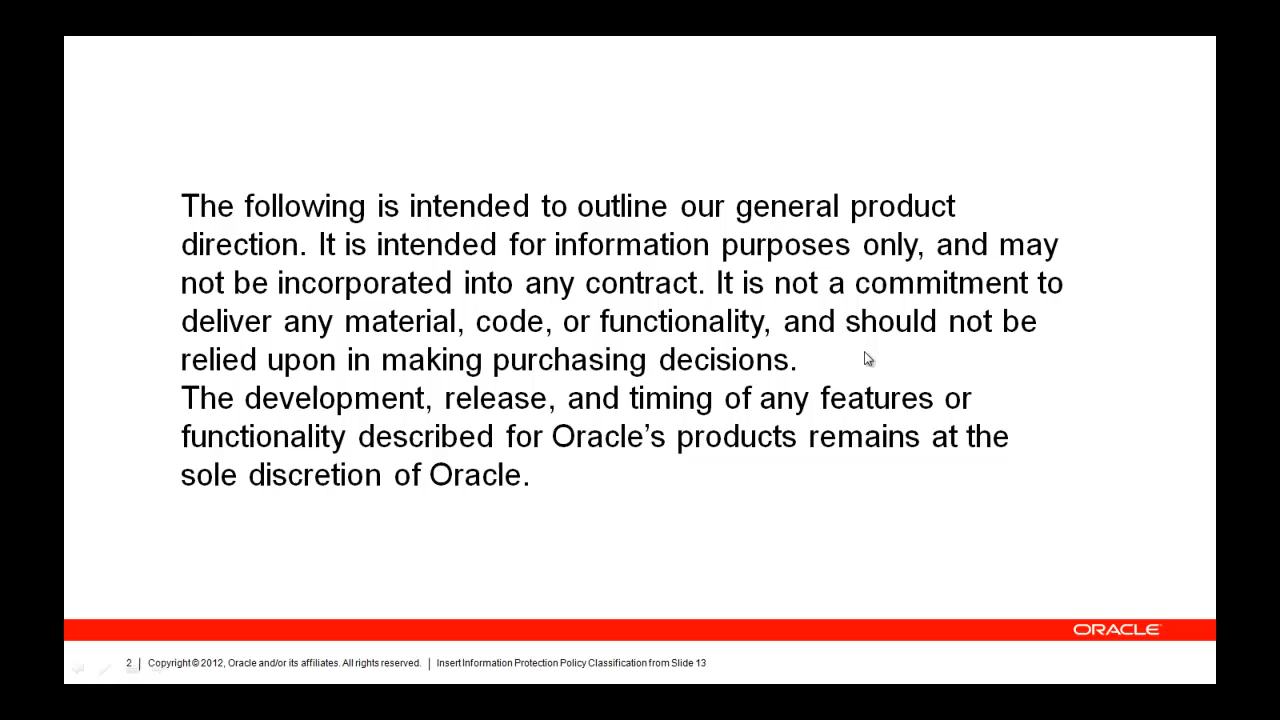 The following is intended to outline our general product
direction. It is intended for information purposes only, and may
not be incorporated into any contract. It is not a commitment to
deliver any material, code, or functionality, and should not be
relied upon in making purchasing decisions.
The development, release, and timing of any features or
functionality described for Oracle’s products remains at the
sole discretion of Oracle.
ORACLE
2 | Copyright © 2012, Oracle and/or its affiliates. All rights reserved. | Insert Information Protection Policy Classification from Slide 13